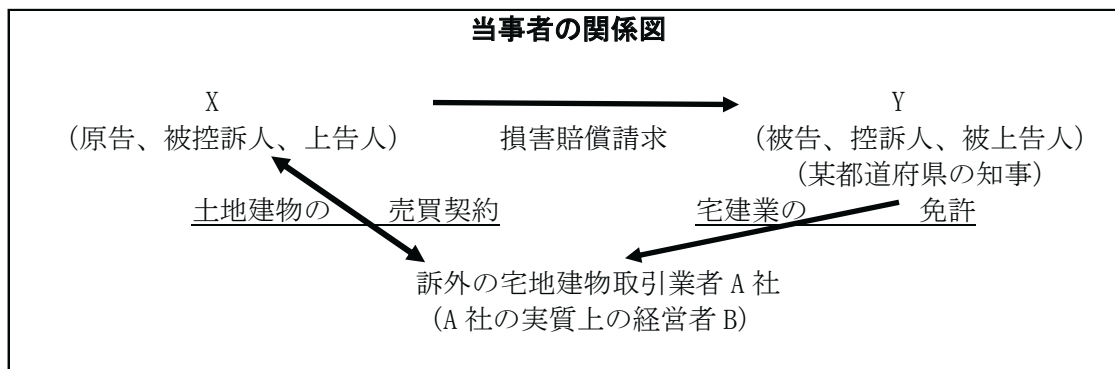 当事者の関係図
X Y
(原告、被控訴人、上告人) 損害賠償請求 (被告、控訴人、被上告人)
(某都道府県の知事)
土地建物の 売買契約 宅建業の 免許
訴外の宅地建物取引業者 A 社
(A 社の実質上の経営者 B)